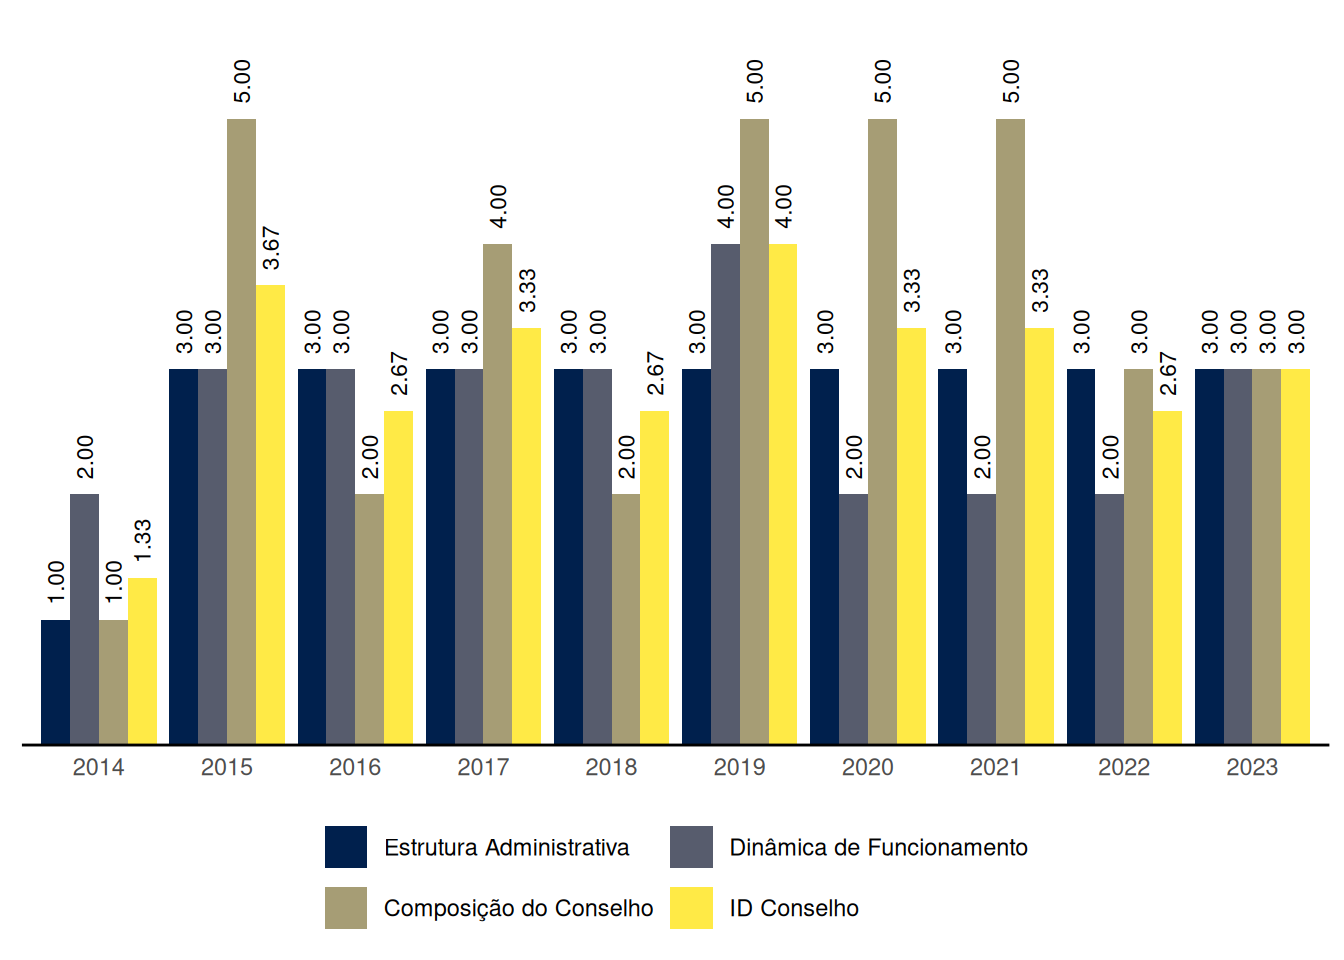 1.00 2.00 1.00 1.33
3.00 3.00 5.00 3.67
3.00 3.00 2.00 2.67
3.00 3.00 4.00 3.33
3.00 3.00 2.00 2.67
3.00 4.00 5.00 4.00
3.00 2.00 5.00 3.33
3.00 2.00 5.00 3.33
3.00 2.00 3.00 2.67
3.00 3.00 3.00 3.00
2014 2015 2016 2017 2018 2019 2020 2021 2022 2023
Estrutura Administrativa Dinâmica de Funcionamento
Composição do Conselho ID Conselho